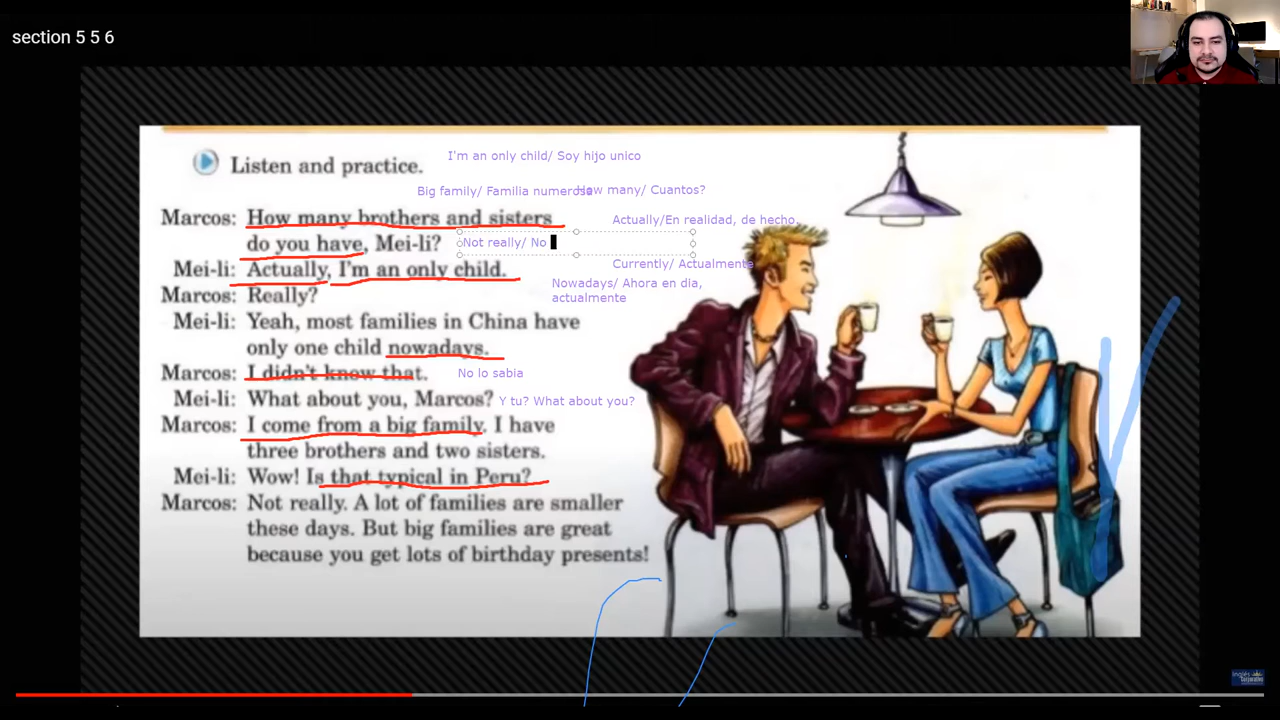 section 5 5 6
Listen and practice.
I'm an only child/ Soy hijo unico
Big family/ Familia numerosa
How many/ Cuantos?
Marcos: How many brothers and sisters
Actually/En realidad, de hecho,
do you have, Mei-li?
Not really/ No
Mei-li: Actually, I'm an only child.
Currently/ Actualmente
Marcos: Really?
Nowadays/ Ahora en dia,
actualmente
Mei-li: Yeah, most families in China have
only one child nowadays.
Marcos: I didn't know that.
No lo sabia
Mei-li: What about you, Marcos?
Y tu? What about you?
Marcos: I come from a big family. I have
three brothers and two sisters.
Mei-li: Wow! Is that typical in Peru?
Marcos: Not really. A lot of families are smaller
these days. But big families are great
because you get lots of birthday presents!